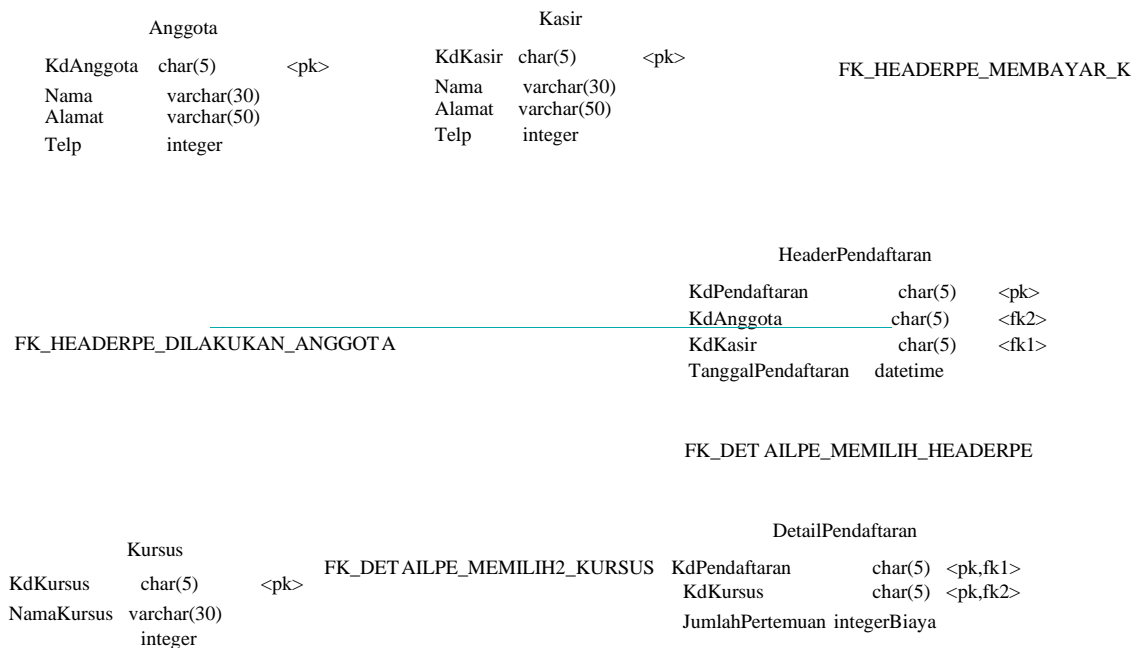 Anggota
KdAnggota char(5) <pk>
Nama varchar(30)
Alamat varchar(50)
Telp integer
Kasir
KdKasir char(5) <pk>
Nama varchar(30)
Alamat varchar(50)
Telp integer
FK_HEADERPE_MEMBAYAR_K
HeaderPendaftaran
KdPendaftaran char(5) <pk>
KdAnggota char(5) <fk2>
KdKasir char(5) <fk1>
TanggalPendaftaran datetime
FK_HEADERPE_DILAKUKAN_ANGGOTA
FK_DET AILPE_MEMILIH_HEADERPE
Kursus
KdKursus char(5) <pk>
NamaKursus varchar(30)
integer
FK_DETAILPE_MEMILIH2_KURSUS
DetailPendaftaran
KdPendaftaran char(5) <pk,fk1>
KdKursus char(5) <pk,fk2>
JumlahPertemuan integerBiaya